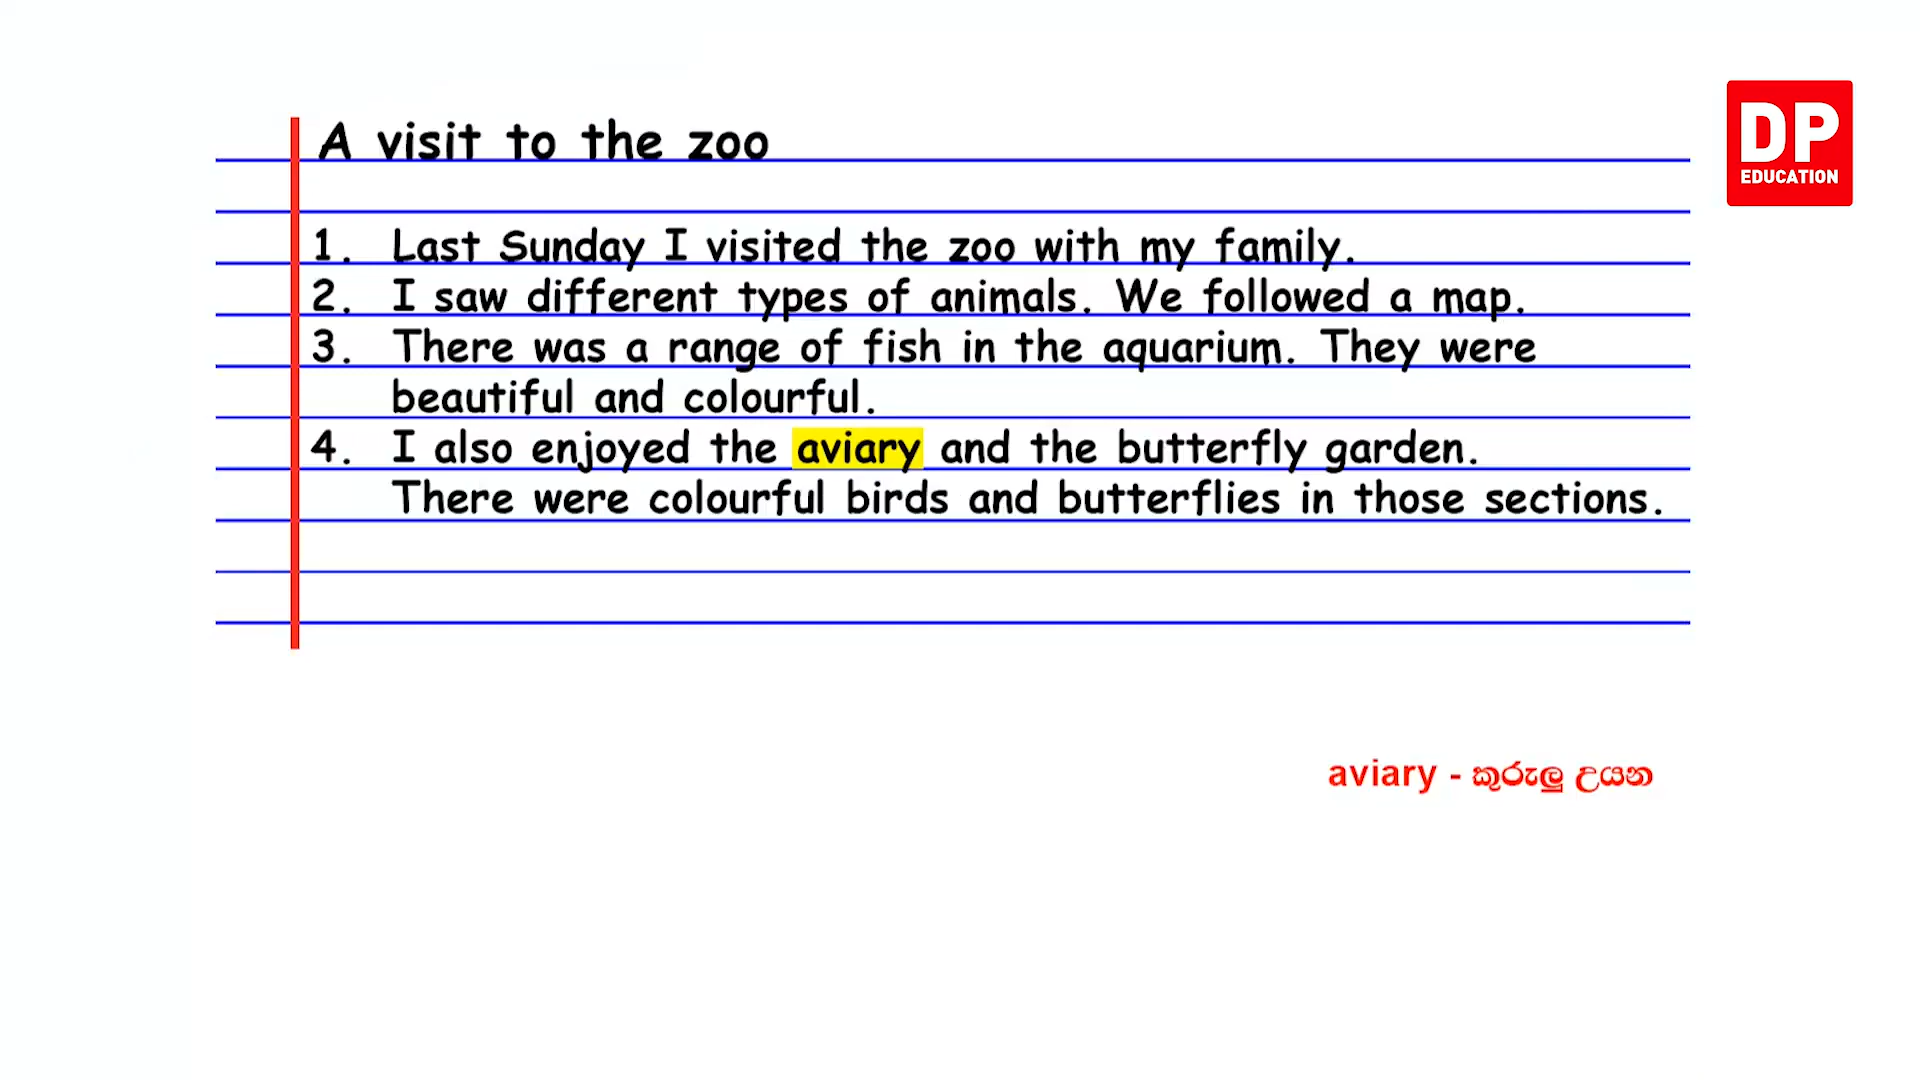 A visit to the zoo
DP
EDUCATION
1. Last Sunday I visited the zoo with my family.
2. I saw different types of animals. We followed a map.
3. There was a range of fish in the aquarium. They were
beautiful and colourful.
4. I also enjoyed the aviary and the butterfly garden.
There were colourful birds and butterflies in those sections.
aviary - කුරුලු උයන